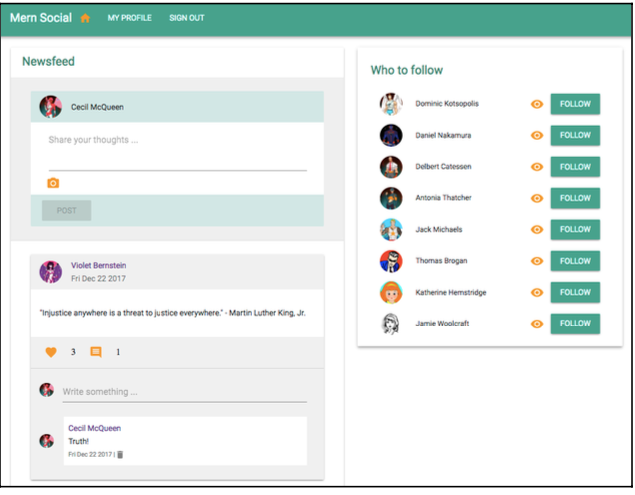 Mern Social MY PROFILE SIGN OUT
Newsfeed
Cecil McQueen
Share your thoughts ...
POST
Violet Bernstein
Fri Dec 22 2017
"Injustice anywhere is a threat to justice everywhere." - Martin Luther King, Jr.
3 1
Write something ...
Cecil McQueen
Truth!
Fri Dec 22 2017 |
Who to follow
Dominic Kotsopolis FOLLOW
Daniel Nakamura FOLLOW
Delbert Catessen FOLLOW
Antonia Thatcher FOLLOW
Jack Michaels FOLLOW
Thomas Brogan FOLLOW
Katherine Hemstridge FOLLOW
Jamie Woolcraft FOLLOW